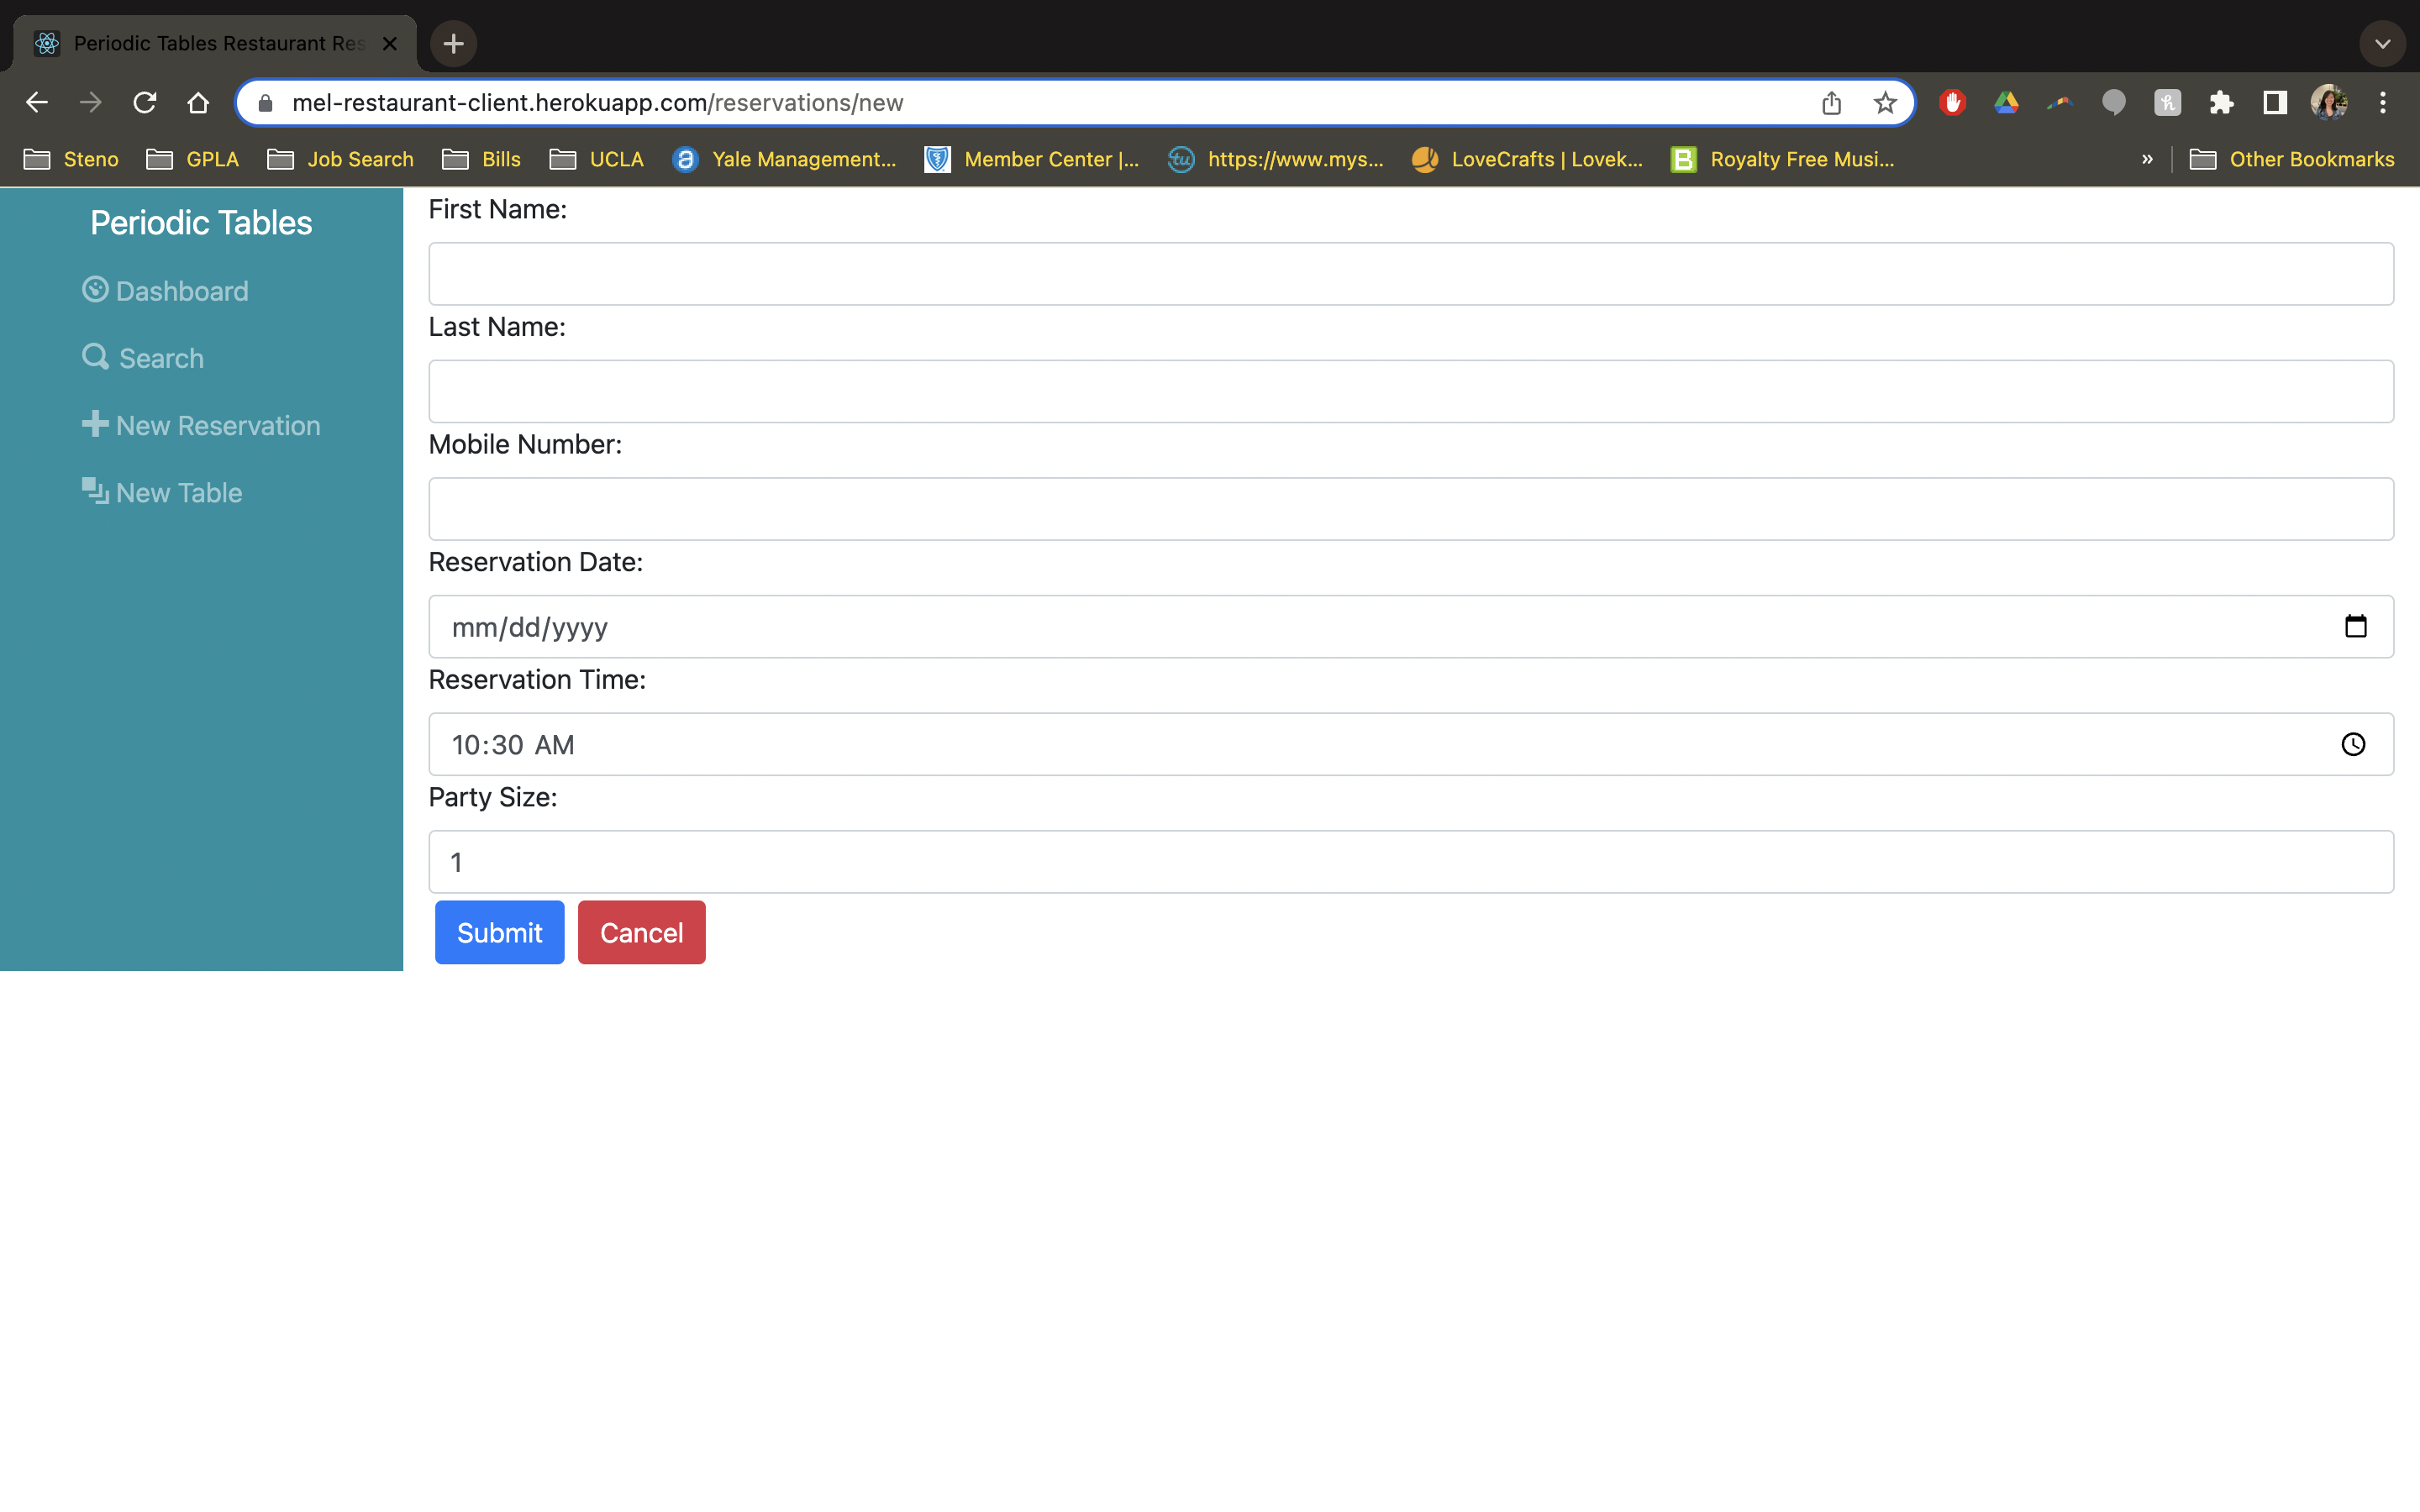 Periodic Tables Restaurant Res
mel-restaurant-client.herokuapp.com/reservations/new
Steno GPLA Job Search Bills UCLA Yale Management... Member Center |... https://www.mys... LoveCrafts | Lovek... Royalty Free Musi... » Other Bookmarks
Periodic Tables
Dashboard
Search
New Reservation
New Table
First Name:
Last Name:
Mobile Number:
Reservation Date:
mm/dd/yyyy
Reservation Time:
10:30 AM
Party Size:
1
Submit Cancel